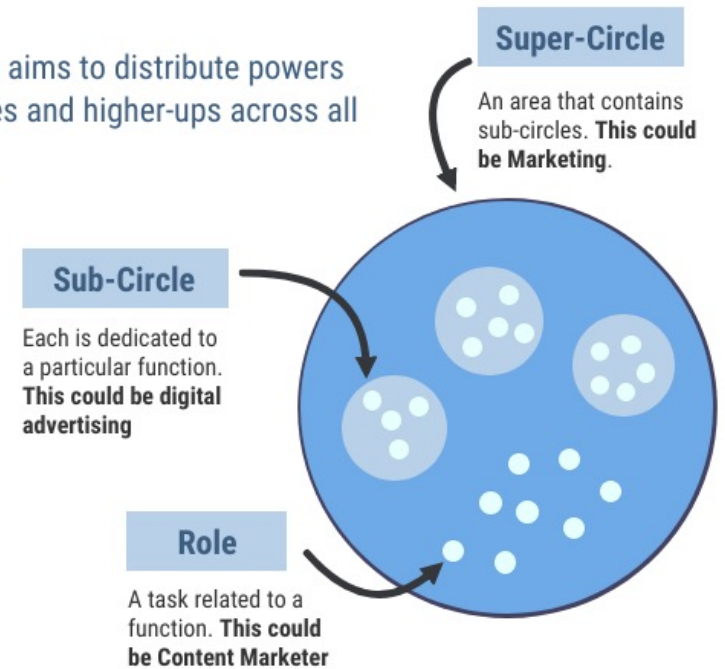 aims to distribute powers
es and higher-ups across all
Super-Circle
An area that contains
sub-circles. This could
be Marketing.
Sub-Circle
Each is dedicated to
a particular function.
This could be digital
advertising
Role
A task related to a
function. This could
be Content Marketer